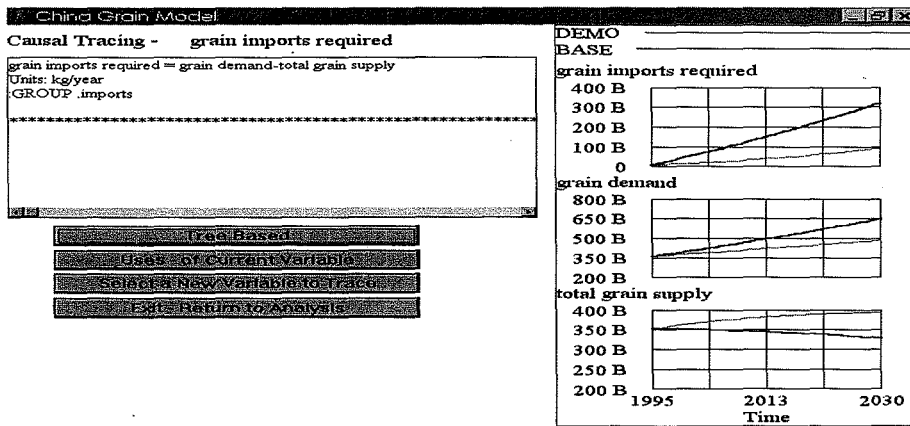 China Grain Model
Causal Tracing - grain imports required
grain imports required = grain demand-total grain supply
Units: kg/year
:GROUP .imports
********************************************************************************
Tree Based
Uses of Current Variable
Select a New Variable to Trace
Exit - Return to Analysis
DEMO
BASE
grain imports required
400 B
300 B
200 B
100 B
0
grain demand
800 B
650 B
500 B
350 B
200 B
total grain supply
400 B
350 B
300 B
250 B
200 B
1995 2013 2030
Time